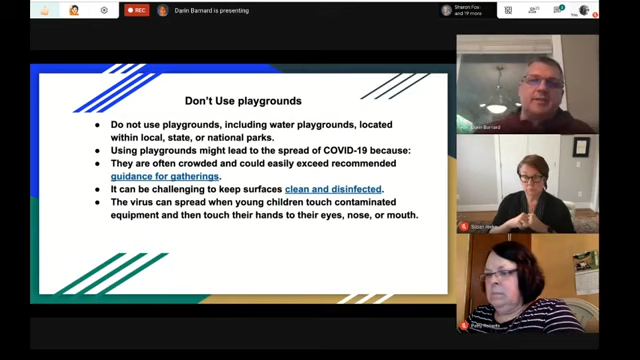 REC
Darin Barnard is presenting
Sharon Fox
and 19 more
You
Don't Use playgrounds
● Do not use playgrounds, including water playgrounds, located
within local, state, or national parks.
● Using playgrounds might lead to the spread of COVID-19 because:
● They are often crowded and could easily exceed recommended
guidance for gatherings.
● It can be challenging to keep surfaces clean and disinfected.
● The virus can spread when young children touch contaminated
equipment and then touch their hands to their eyes, nose, or mouth.
Darin Barnard
Patty Roberts